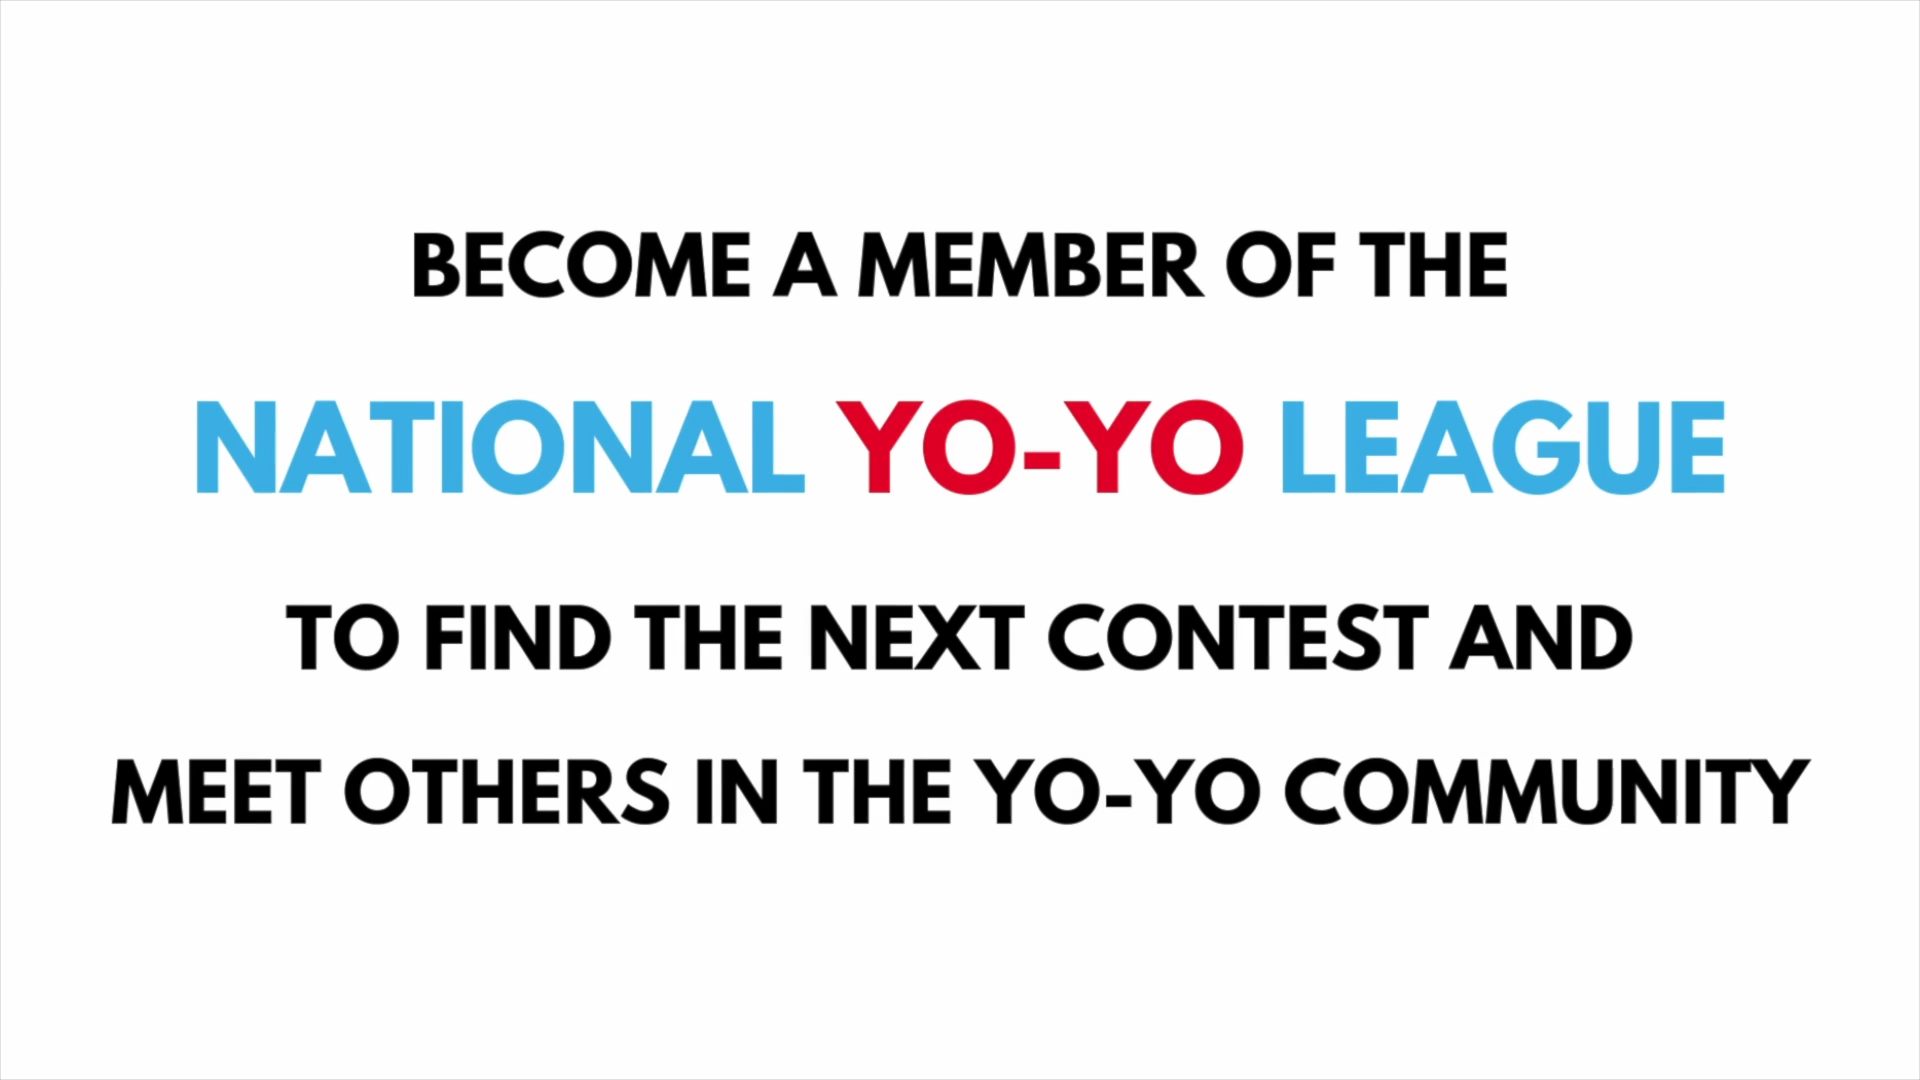 BECOME A MEMBER OF THE
NATIONAL YO-YO LEAGUE
TO FIND THE NEXT CONTEST AND
MEET OTHERS IN THE YO-YO COMMUNITY